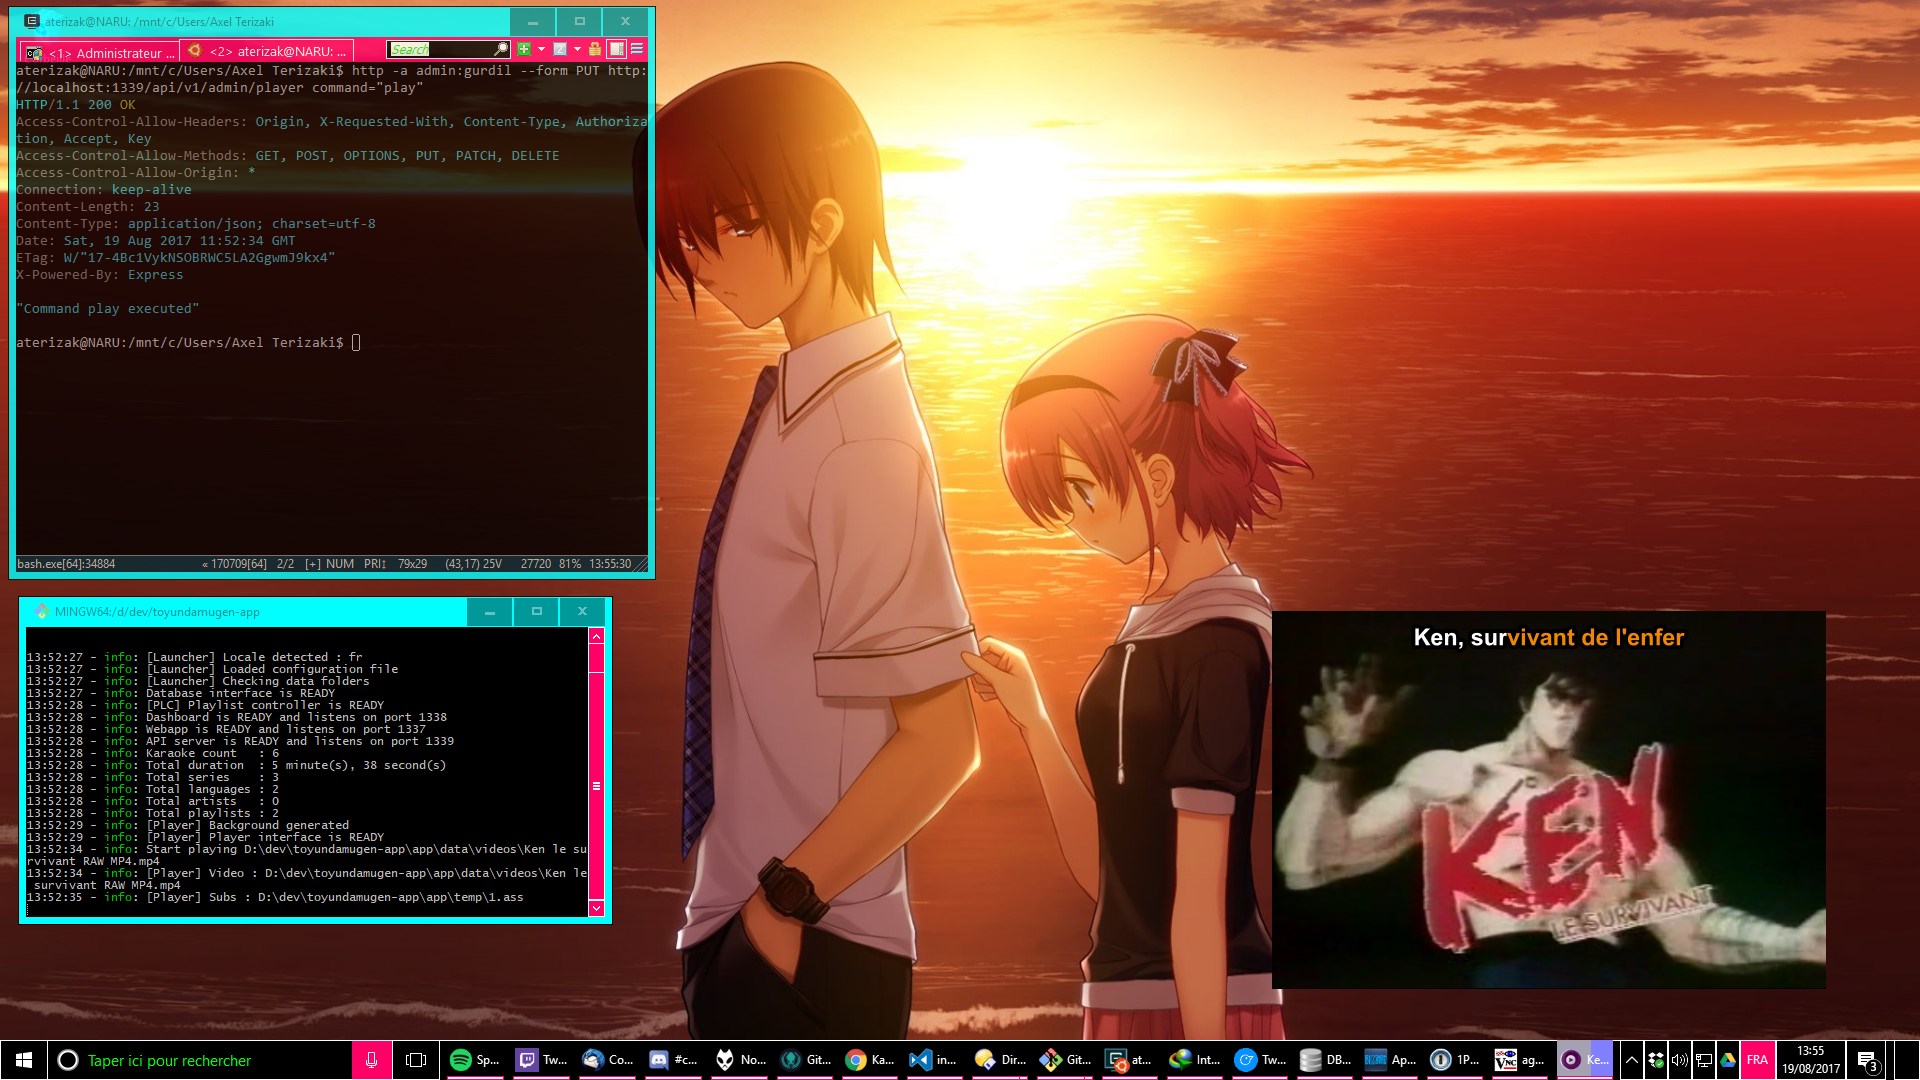 aterizak@NARU: /mnt/c/Users/Axel Terizaki
<1> Administrateur ...
<2> aterizak@NARU: ...
Search
aterizak@NARU:/mnt/c/Users/Axel Terizaki$ http -a admin:gurdil --form PUT http:
//localhost:1339/api/v1/admin/player command="play"
HTTP/1.1 200 OK
Access-Control-Allow-Headers: Origin, X-Requested-With, Content-Type, Authoriza
tion, Accept, Key
Access-Control-Allow-Methods: GET, POST, OPTIONS, PUT, PATCH, DELETE
Access-Control-Allow-Origin: *
Connection: keep-alive
Content-Length: 23
Content-Type: application/json; charset=utf-8
Date: Sat, 19 Aug 2017 11:52:34 GMT
ETag: W/"17-4Bc1VykNSOBRWC5LA2GgwmJ9kx4"
X-Powered-By: Express
"Command play executed"
aterizak@NARU:/mnt/c/Users/Axel Terizaki$
bash.exe[64]:34884 « 170709[64] 2/2 [+] NUM PRI↕ 79x29 (43,17) 25V 27720 81% 13:55:30
MINGW64:/d/dev/toyundamugen-app
13:52:27 - info: [Launcher] Locale detected : fr
13:52:27 - info: [Launcher] Loaded configuration file
13:52:27 - info: [Launcher] Checking data folders
13:52:27 - info: Database interface is READY
13:52:28 - info: [PLC] Playlist controller is READY
13:52:28 - info: Dashboard is READY and listens on port 1338
13:52:28 - info: Webapp is READY and listens on port 1337
13:52:28 - info: API server is READY and listens on port 1339
13:52:28 - info: Karaoke count : 6
13:52:28 - info: Total duration : 5 minute(s), 38 second(s)
13:52:28 - info: Total series : 3
13:52:28 - info: Total languages : 2
13:52:28 - info: Total artists : 0
13:52:28 - info: Total playlists : 2
13:52:29 - info: [Player] Background generated
13:52:29 - info: [Player] Player interface is READY
13:52:34 - info: Start playing D:\dev\toyundamugen-app\app\data\videos\Ken le su
rvivant RAW MP4.mp4
13:52:34 - info: [Player] Video : D:\dev\toyundamugen-app\app\data\videos\Ken le
survivant RAW MP4.mp4
13:52:35 - info: [Player] Subs : D:\dev\toyundamugen-app\app\temp\1.ass
Ken, survivant de l'enfer
KEN
LE SURVIVANT
Taper ici pour rechercher
Sp... Tw... Co... #c... No... Git... Ka... in... Dir... Git... at... Int... Tw... DB... Ap... 1P... ag... Ke...
FRA
13:55
19/08/2017
3